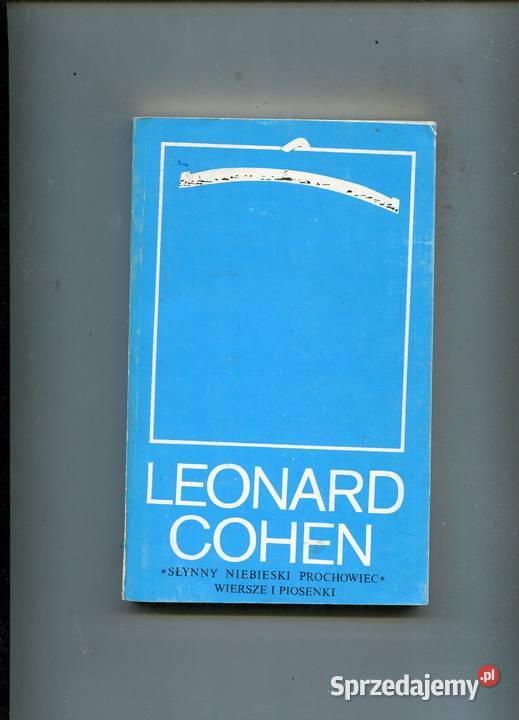 LEONARD
COHEN
*SŁYNNY NIEBIESKI PROCHOWIEC*
WIERSZE I PIOSENKI
Sprzedajemy.pl